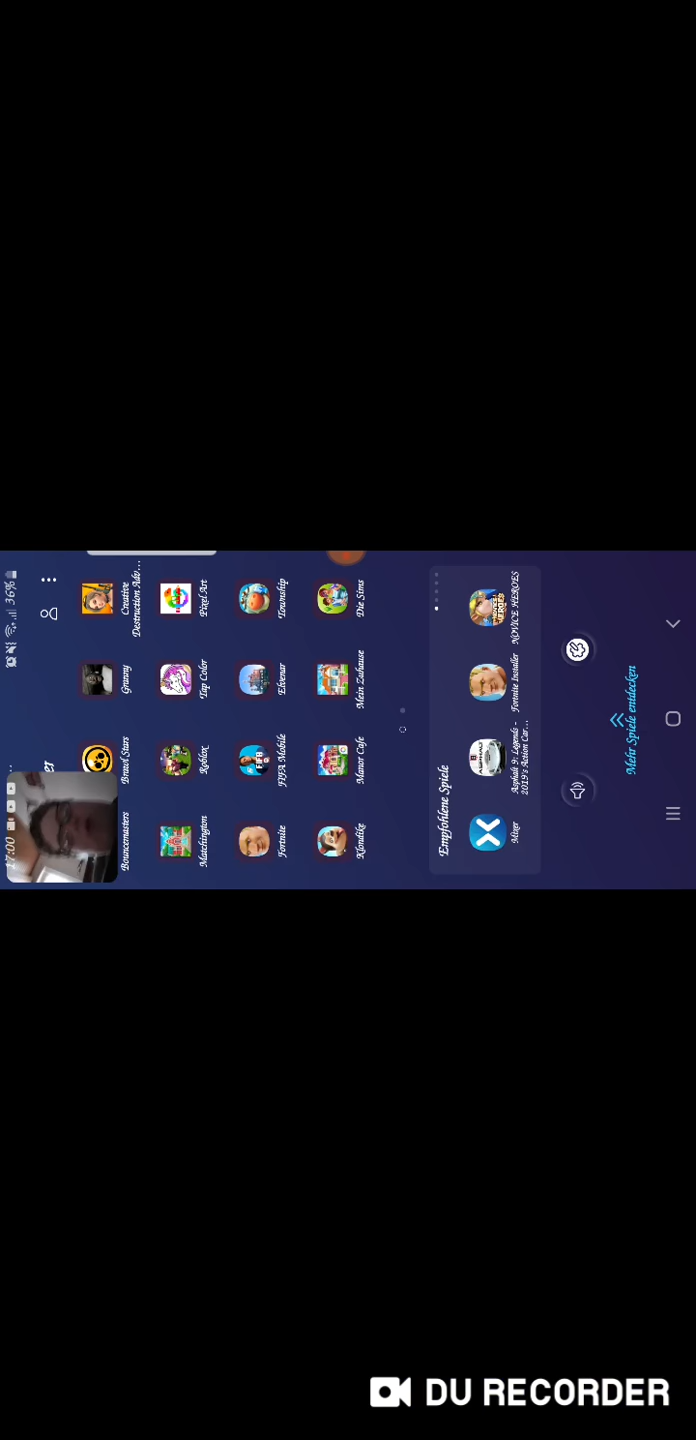 17:00
36%
er
Bouncemasters
Brawl Stars
Granny
Creative
Destruction Adv...
Matchington
Roblox
Tap Color
Pixel Art
Fortnite
FIFA Mobile
Elvenar
Township
Klondike
Manor Cafe
Mein Zuhause
Die Sims
Empfohlene Spiele
Mixer
Asphalt 9: Legends -
2019's Action Car...
Fortnite Installer
NOVICE HEROES
Mehr Spiele entdecken
DU RECORDER